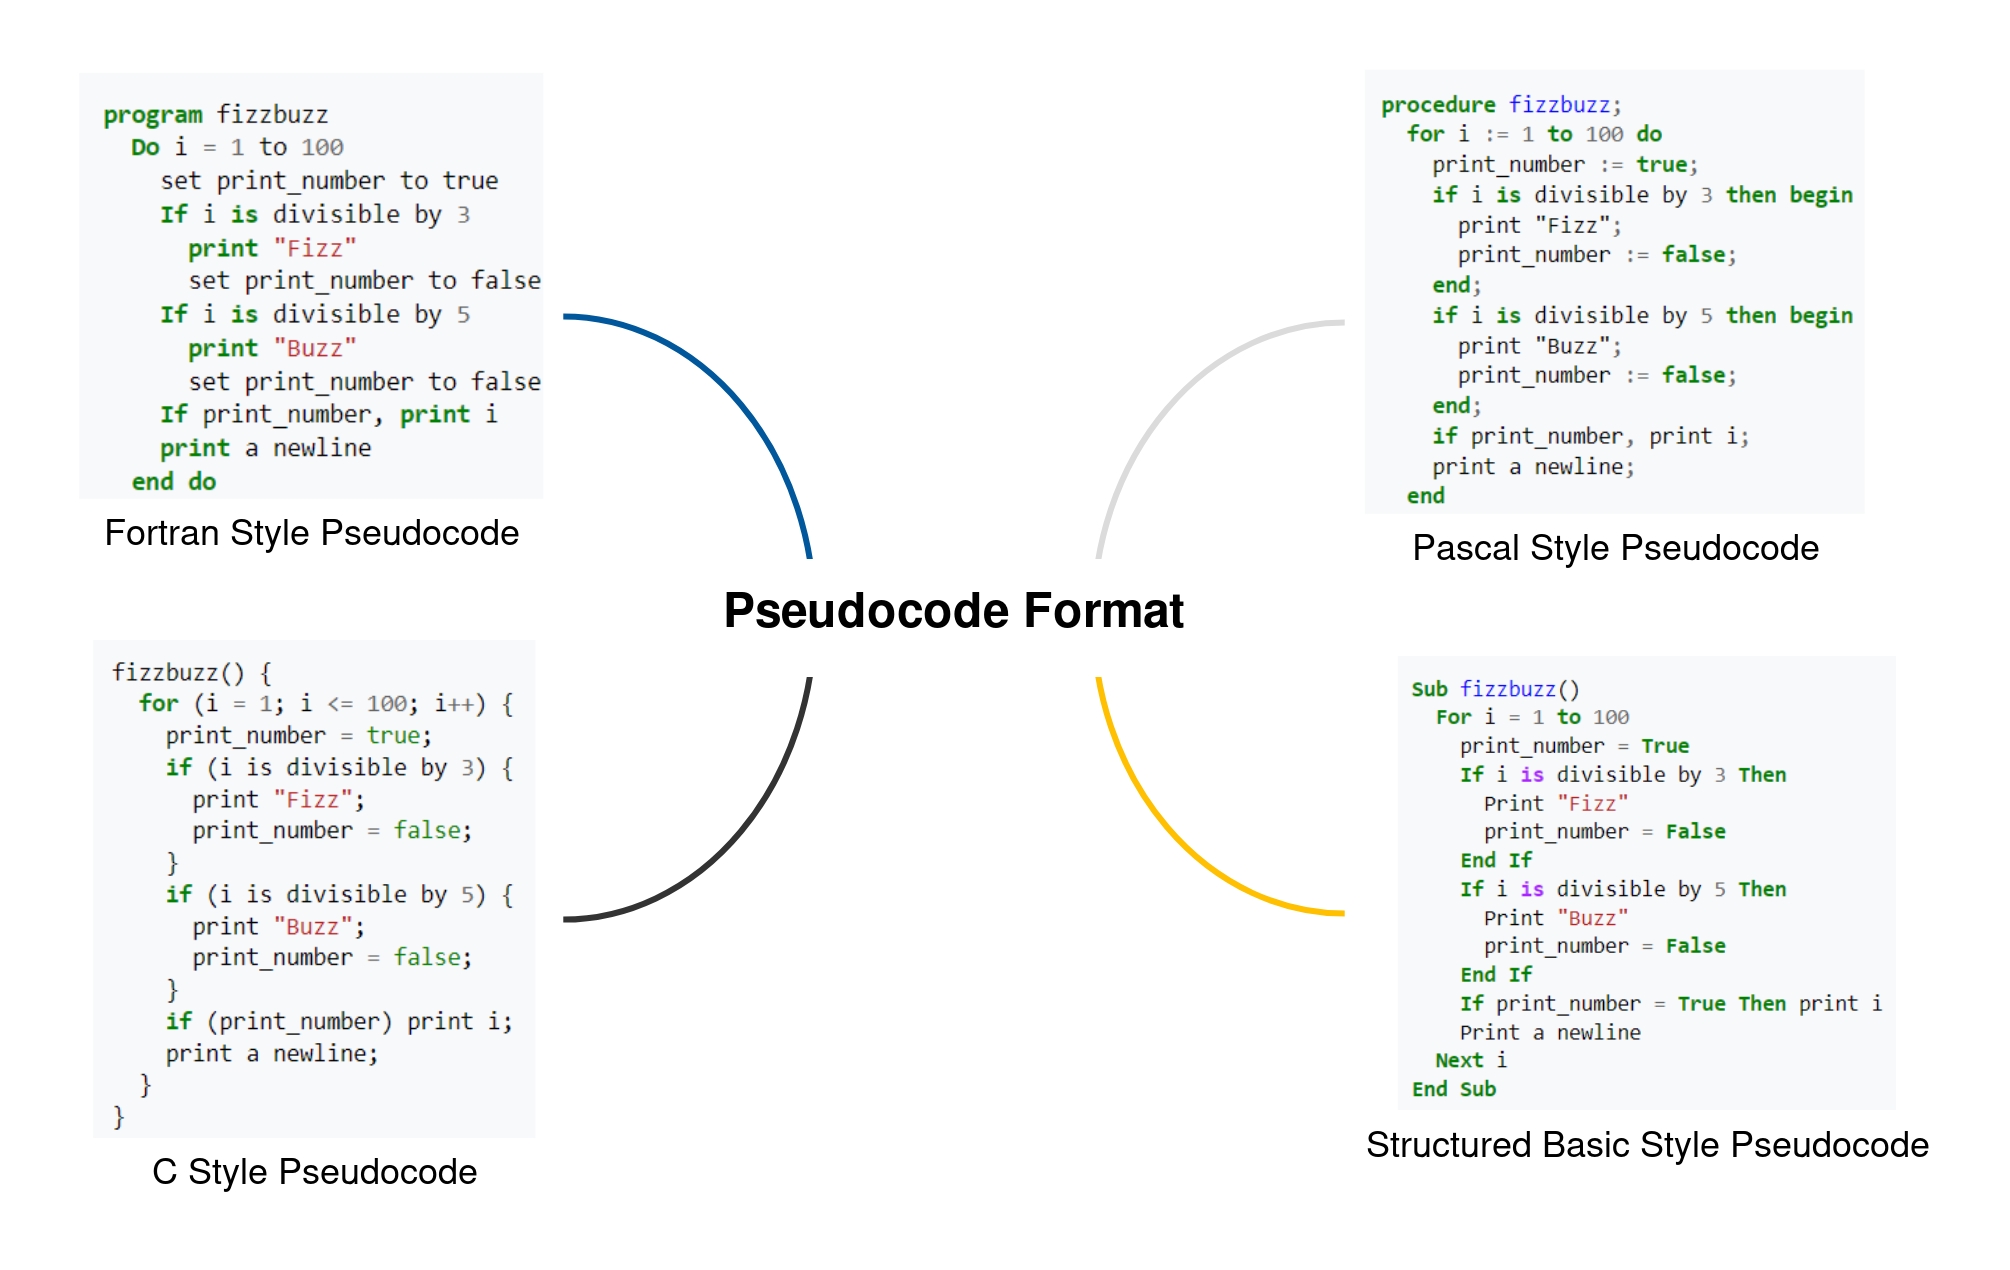 program fizzbuzz
  Do i = 1 to 100
    set print_number to true
    If i is divisible by 3
      print "Fizz"
      set print_number to false
    If i is divisible by 5
      print "Buzz"
      set print_number to false
    If print_number, print i
    print a newline
  end do
Fortran Style Pseudocode
procedure fizzbuzz;
  for i := 1 to 100 do
    print_number := true;
    if i is divisible by 3 then begin
      print "Fizz";
      print_number := false;
    end;
    if i is divisible by 5 then begin
      print "Buzz";
      print_number := false;
    end;
    if print_number, print i;
    print a newline;
  end
Pascal Style Pseudocode
Pseudocode Format
fizzbuzz() {
  for (i = 1; i <= 100; i++) {
    print_number = true;
    if (i is divisible by 3) {
      print "Fizz";
      print_number = false;
    }
    if (i is divisible by 5) {
      print "Buzz";
      print_number = false;
    }
    if (print_number) print i;
    print a newline;
  }
}
C Style Pseudocode
Sub fizzbuzz()
  For i = 1 to 100
    print_number = True
    If i is divisible by 3 Then
      Print "Fizz"
      print_number = False
    End If
    If i is divisible by 5 Then
      Print "Buzz"
      print_number = False
    End If
    If print_number = True Then print i
    Print a newline
  Next i
End Sub
Structured Basic Style Pseudocode